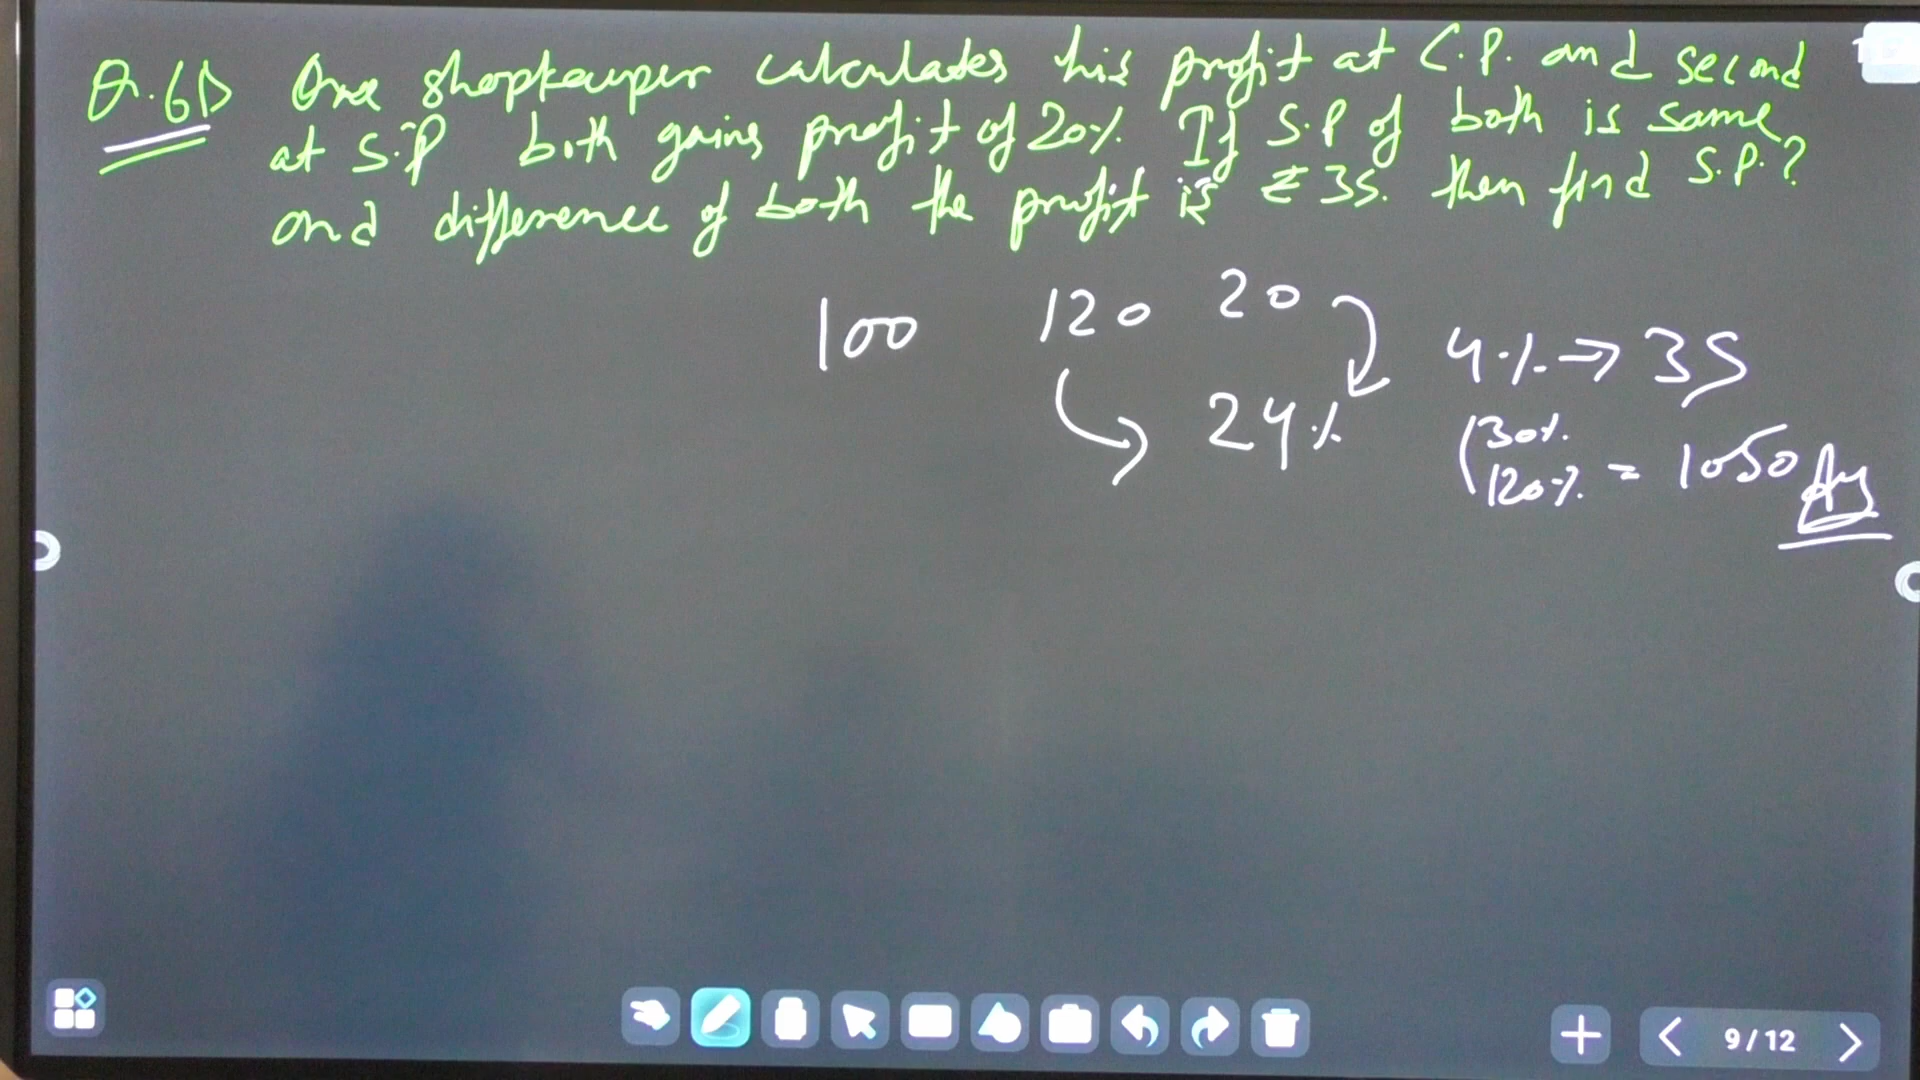 Q.61) One shopkeeper calculates his profit at C.P. and second
at S.P both gains profit of 20% If S.P of both is same
and difference of both the profit is ₹ 35. then find S.P.?
100 120 20
4% → 35
24%
30%
120% = 1050 Ans
9/12